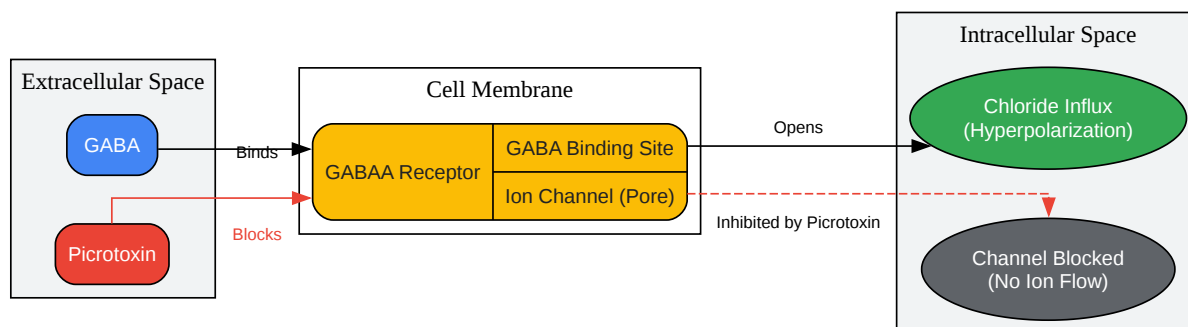 Extracellular Space
GABA
Picrotoxin
Binds
Blocks
Cell Membrane
GABAA Receptor
GABA Binding Site
Ion Channel (Pore)
Opens
Inhibited by Picrotoxin
Intracellular Space
Chloride Influx
(Hyperpolarization)
Channel Blocked
(No Ion Flow)